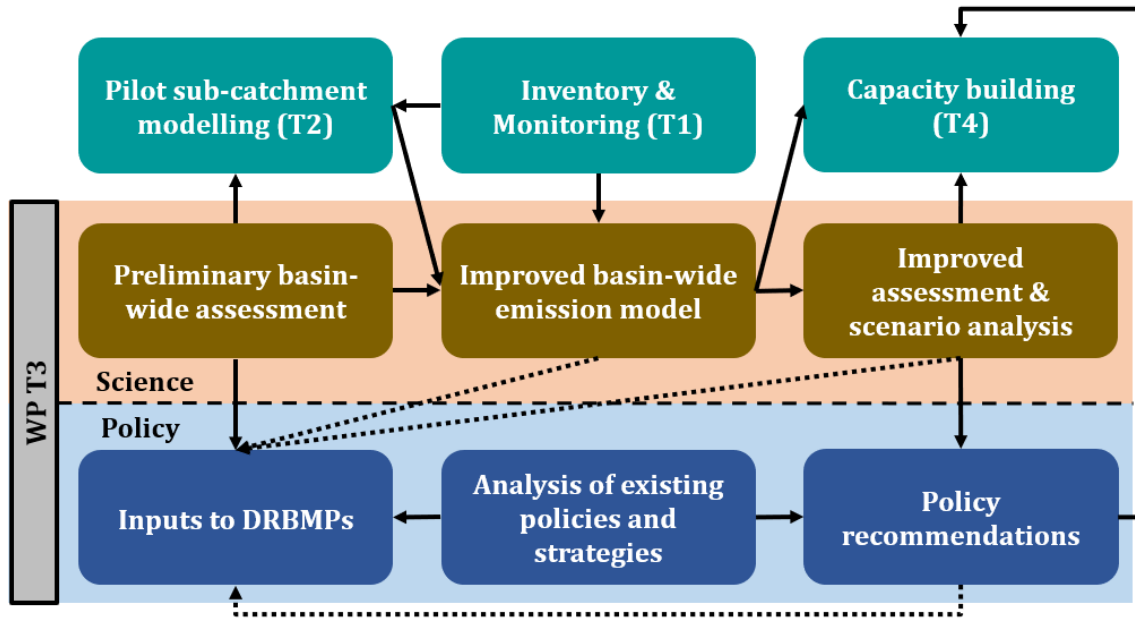 Pilot sub-catchment
modelling (T2)
Inventory &
Monitoring (T1)
Capacity building
(T4)
WP T3
Preliminary basin-
wide assessment
Improved basin-wide
emission model
Improved
assessment &
scenario analysis
Science
Policy
Inputs to DRBMPs
Analysis of existing
policies and
strategies
Policy
recommendations